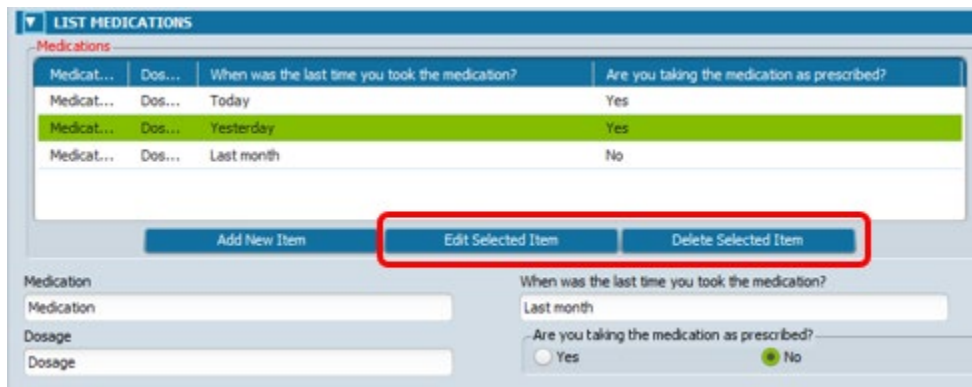 LIST MEDICATIONS
Medications
Medicat... Dos... When was the last time you took the medication? Are you taking the medication as prescribed?
Medicat... Dos... Today Yes
Medicat... Dos... Yesterday Yes
Medicat... Dos... Last month No
Add New Item Edit Selected Item Delete Selected Item
Medication When was the last time you took the medication?
Medication Last month
Dosage Are you taking the medication as prescribed?
Dosage Yes No